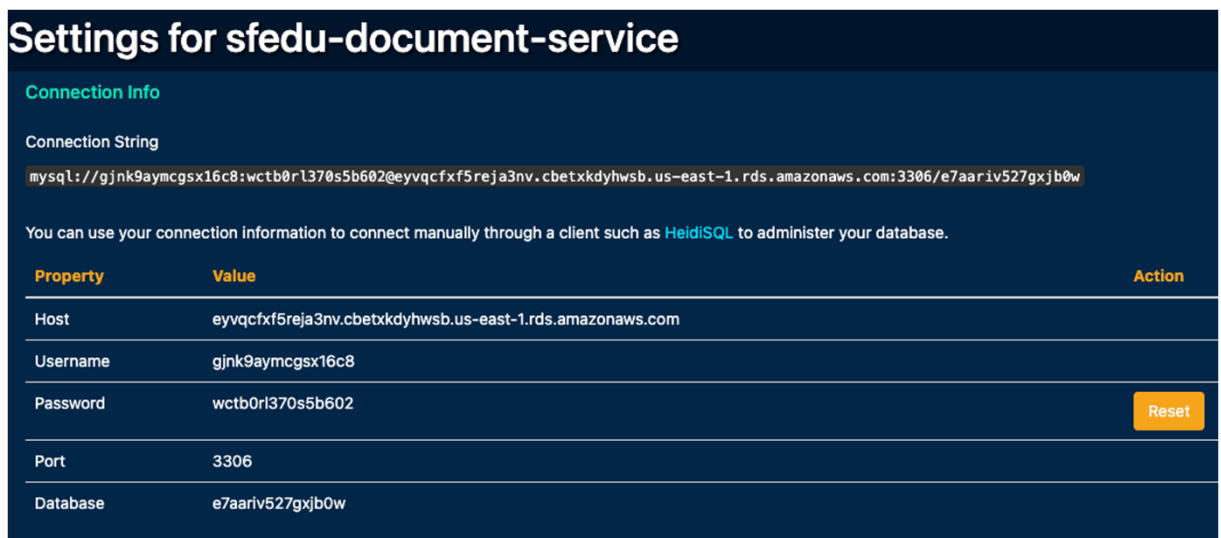 Settings for sfedu-document-service
Connection Info
Connection String
mysql://gjnk9aymcgsx16c8:wctb0rl370s5b602@eyvqcfxf5reja3nv.cbetxkdyhwsb.us-east-1.rds.amazonaws.com:3306/e7aariv527gxjb0w
You can use your connection information to connect manually through a client such as HeidiSQL to administer your database.
Property Value Action
Host eyvqcfxf5reja3nv.cbetxkdyhwsb.us-east-1.rds.amazonaws.com
Username gjnk9aymcgsx16c8
Password wctb0rl370s5b602
Reset
Port 3306
Database e7aariv527gxjb0w